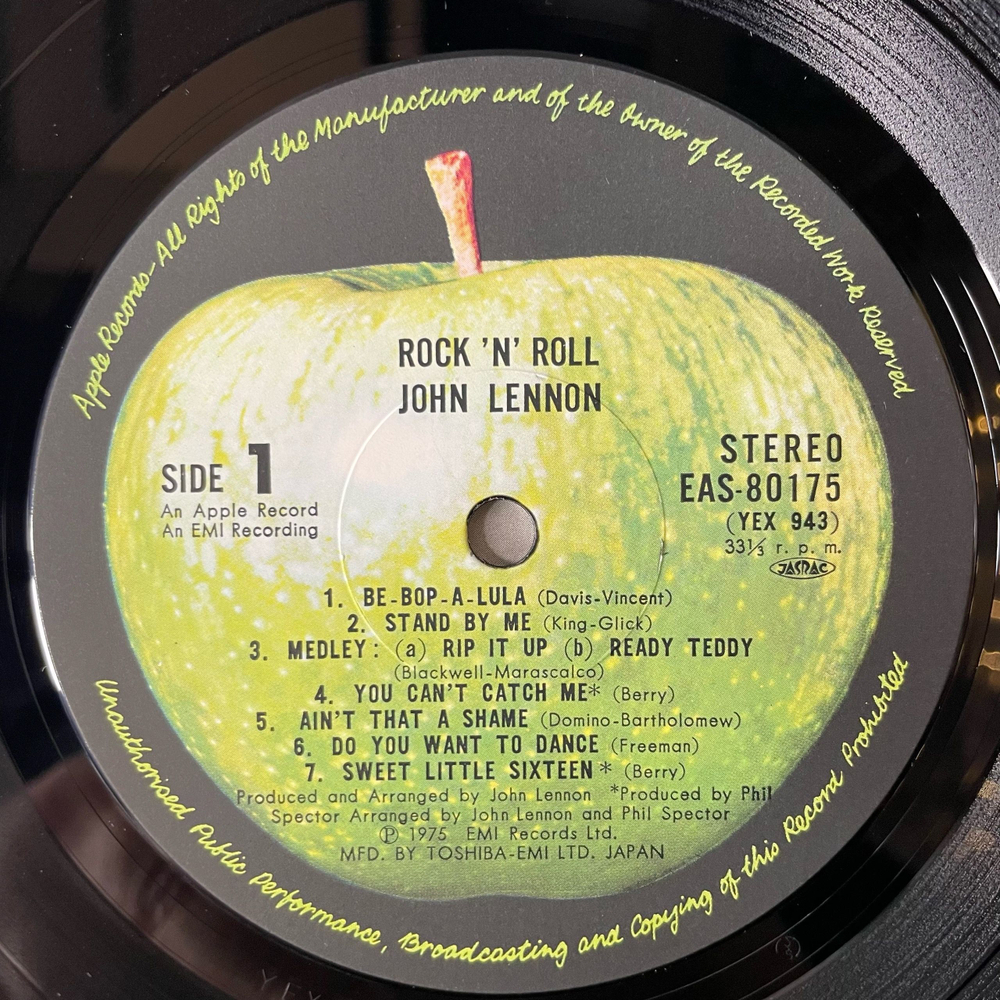 Apple Records-All Rights of the Manufacturer and of the Owner of the Recorded Work Reserved
ROCK 'N' ROLL
JOHN LENNON
SIDE 1
An Apple Record
An EMI Recording
STEREO
EAS-80175
(YEX 943)
33⅓ r. p. m.
JASRAC
1. BE-BOP-A-LULA (Davis-Vincent)
2. STAND BY ME (King-Glick)
3. MEDLEY: (a) RIP IT UP (b) READY TEDDY
(Blackwell-Marascalco)
4. YOU CAN'T CATCH ME* (Berry)
5. AIN'T THAT A SHAME (Domino-Bartholomew)
6. DO YOU WANT TO DANCE (Freeman)
7. SWEET LITTLE SIXTEEN* (Berry)
Produced and Arranged by John Lennon *Produced by Phil
Spector Arranged by John Lennon and Phil Spector
℗ 1975 EMI Records Ltd.
MFD. BY TOSHIBA-EMI LTD. JAPAN
Unauthorised Public Performance, Broadcasting and Copying of this Record Prohibited